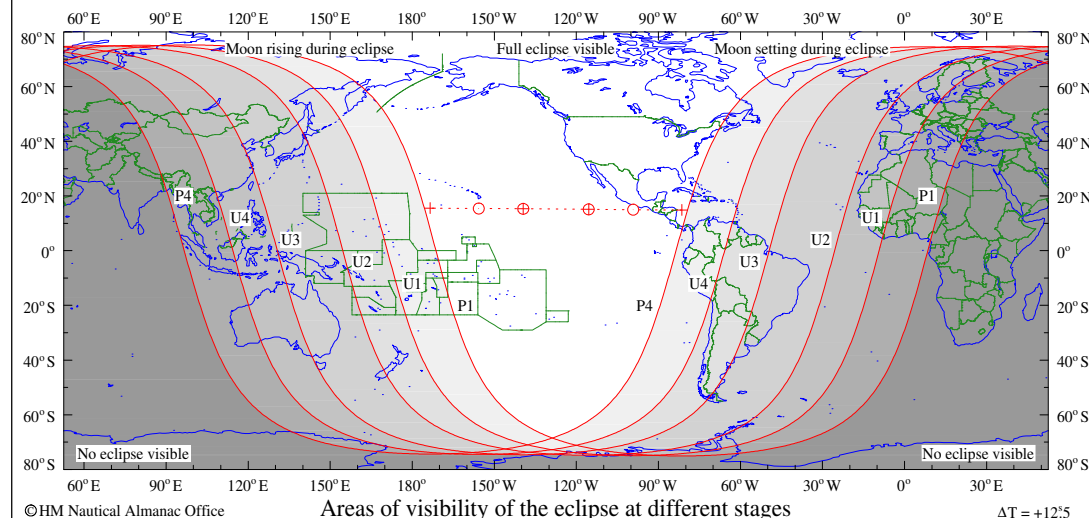 60° E 90° E 120° E 150° E 180° 150° W 120° W 90° W 60° W 30° W 0° 30° E
80° N 80° N
Moon rising during eclipse Full eclipse visible Moon setting during eclipse
60° N 60° N
40° N 40° N
20° N P4 P1 20° N
U4 U1
U3 U2
0° 0°
U2 U3
U1 U4
20° S P1 P4 20° S
40° S 40° S
60° S 60° S
No eclipse visible No eclipse visible
80° S 80° S
60° E 90° E 120° E 150° E 180° 150° W 120° W 90° W 60° W 30° W 0° 30° E
©HM Nautical Almanac Office Areas of visibility of the eclipse at different stages ΔT = +12ˢ.5